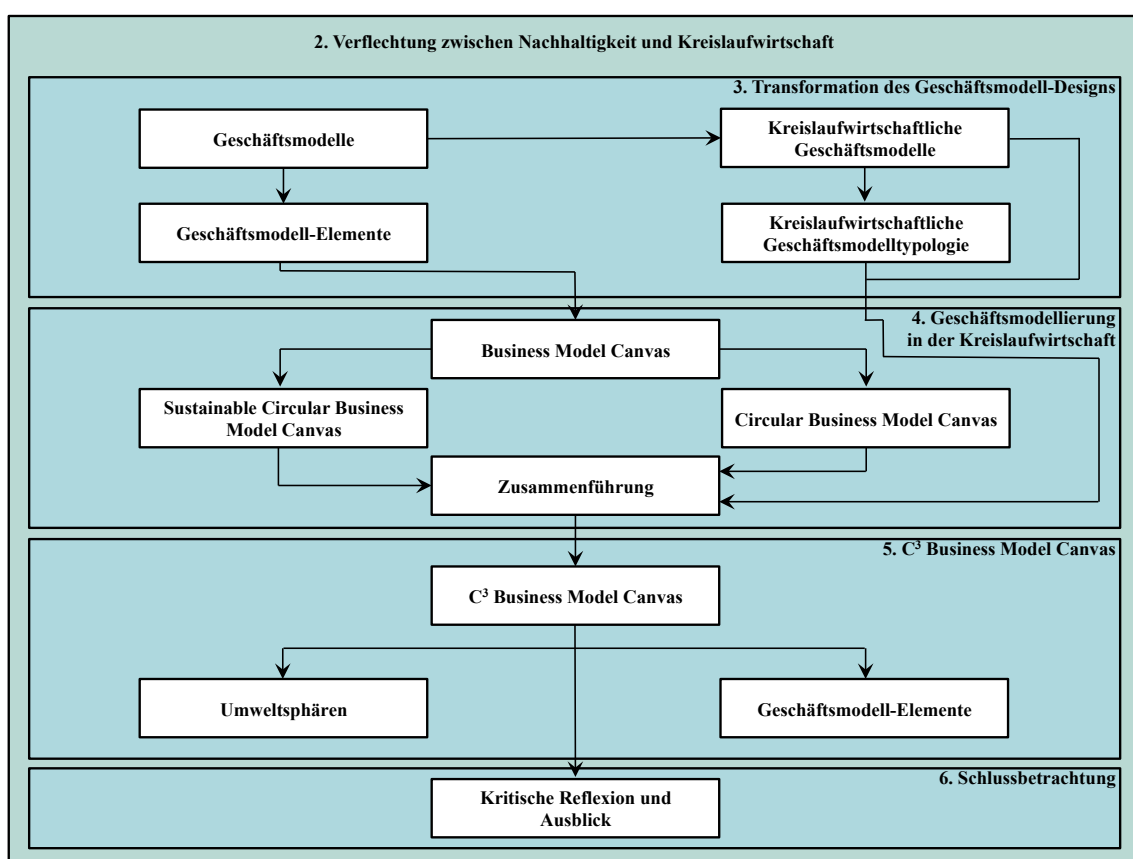 2. Verflechtung zwischen Nachhaltigkeit und Kreislaufwirtschaft
3. Transformation des Geschäftsmodell-Designs
Geschäftsmodelle
Kreislaufwirtschaftliche
Geschäftsmodelle
Geschäftsmodell-Elemente
Kreislaufwirtschaftliche
Geschäftsmodelltypologie
4. Geschäftsmodellierung
in der Kreislaufwirtschaft
Business Model Canvas
Sustainable Circular Business
Model Canvas
Circular Business Model Canvas
Zusammenführung
5. C³ Business Model Canvas
C³ Business Model Canvas
Umweltsphären
Geschäftsmodell-Elemente
6. Schlussbetrachtung
Kritische Reflexion und
Ausblick